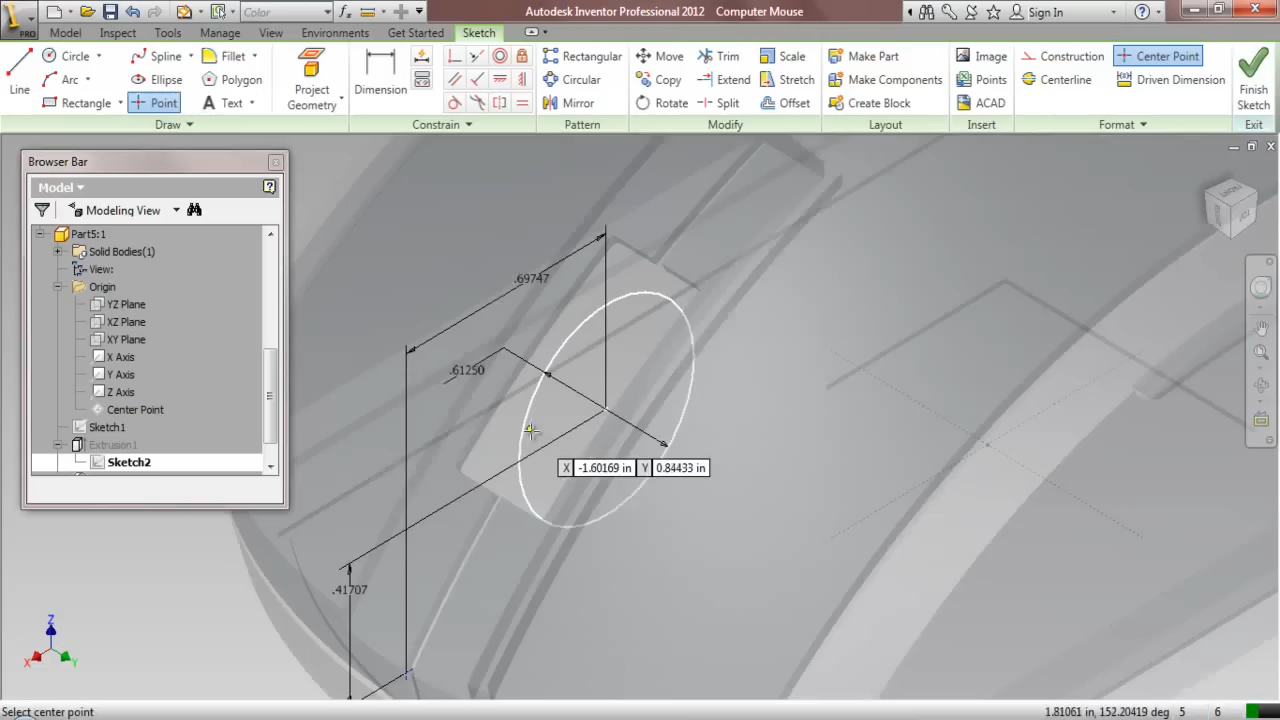 Color
Autodesk Inventor Professional 2012 Computer Mouse
Sign In
PRO
Model Inspect Tools Manage View Environments Get Started Sketch
Line
Circle
Arc
Rectangle
Spline
Ellipse
Point
Fillet
Polygon
Text
Project
Geometry
Dimension
Rectangular
Circular
Mirror
Move
Copy
Rotate
Trim
Extend
Split
Scale
Stretch
Offset
Make Part
Make Components
Create Block
Image
Points
ACAD
Construction
Centerline
Center Point
Driven Dimension
Finish
Sketch
Draw
Constrain
Pattern
Modify
Layout
Insert
Format
Exit
Browser Bar
Model
Modeling View
Part5:1
Solid Bodies(1)
View:
Origin
YZ Plane
XZ Plane
XY Plane
X Axis
Y Axis
Z Axis
Center Point
Sketch1
Extrusion1
Sketch2
.69747
.61250
X -1.60169 in Y 0.84433 in
.41707
Z
X
Y
Select center point
1.81061 in, 152.20419 deg 5 6